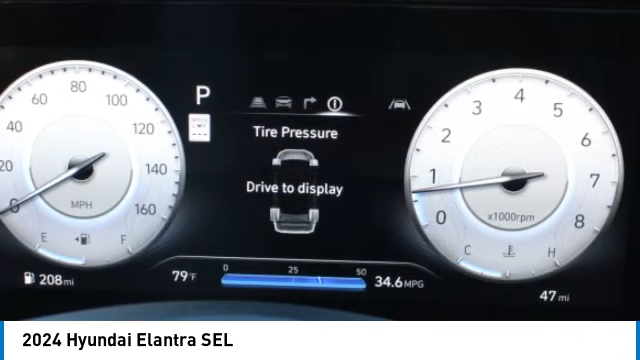 P
Tire Pressure
Drive to display
0
20
40
60
80
100
120
140
160
MPH
E
F
0
1
2
3
4
5
6
7
8
x1000rpm
C
H
208mi
79°F
0
25
50
34.6MPG
47mi
2024 Hyundai Elantra SEL